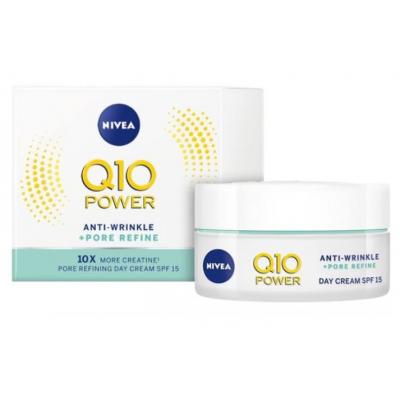 NIVEA
Q10
POWER
ANTI-WRINKLE
+PORE REFINE
10X MORE CREATINE¹
PORE REFINING DAY CREAM SPF 15
NIVEA
Q10
POWER
ANTI-WRINKLE
+PORE REFINE
DAY CREAM SPF 15